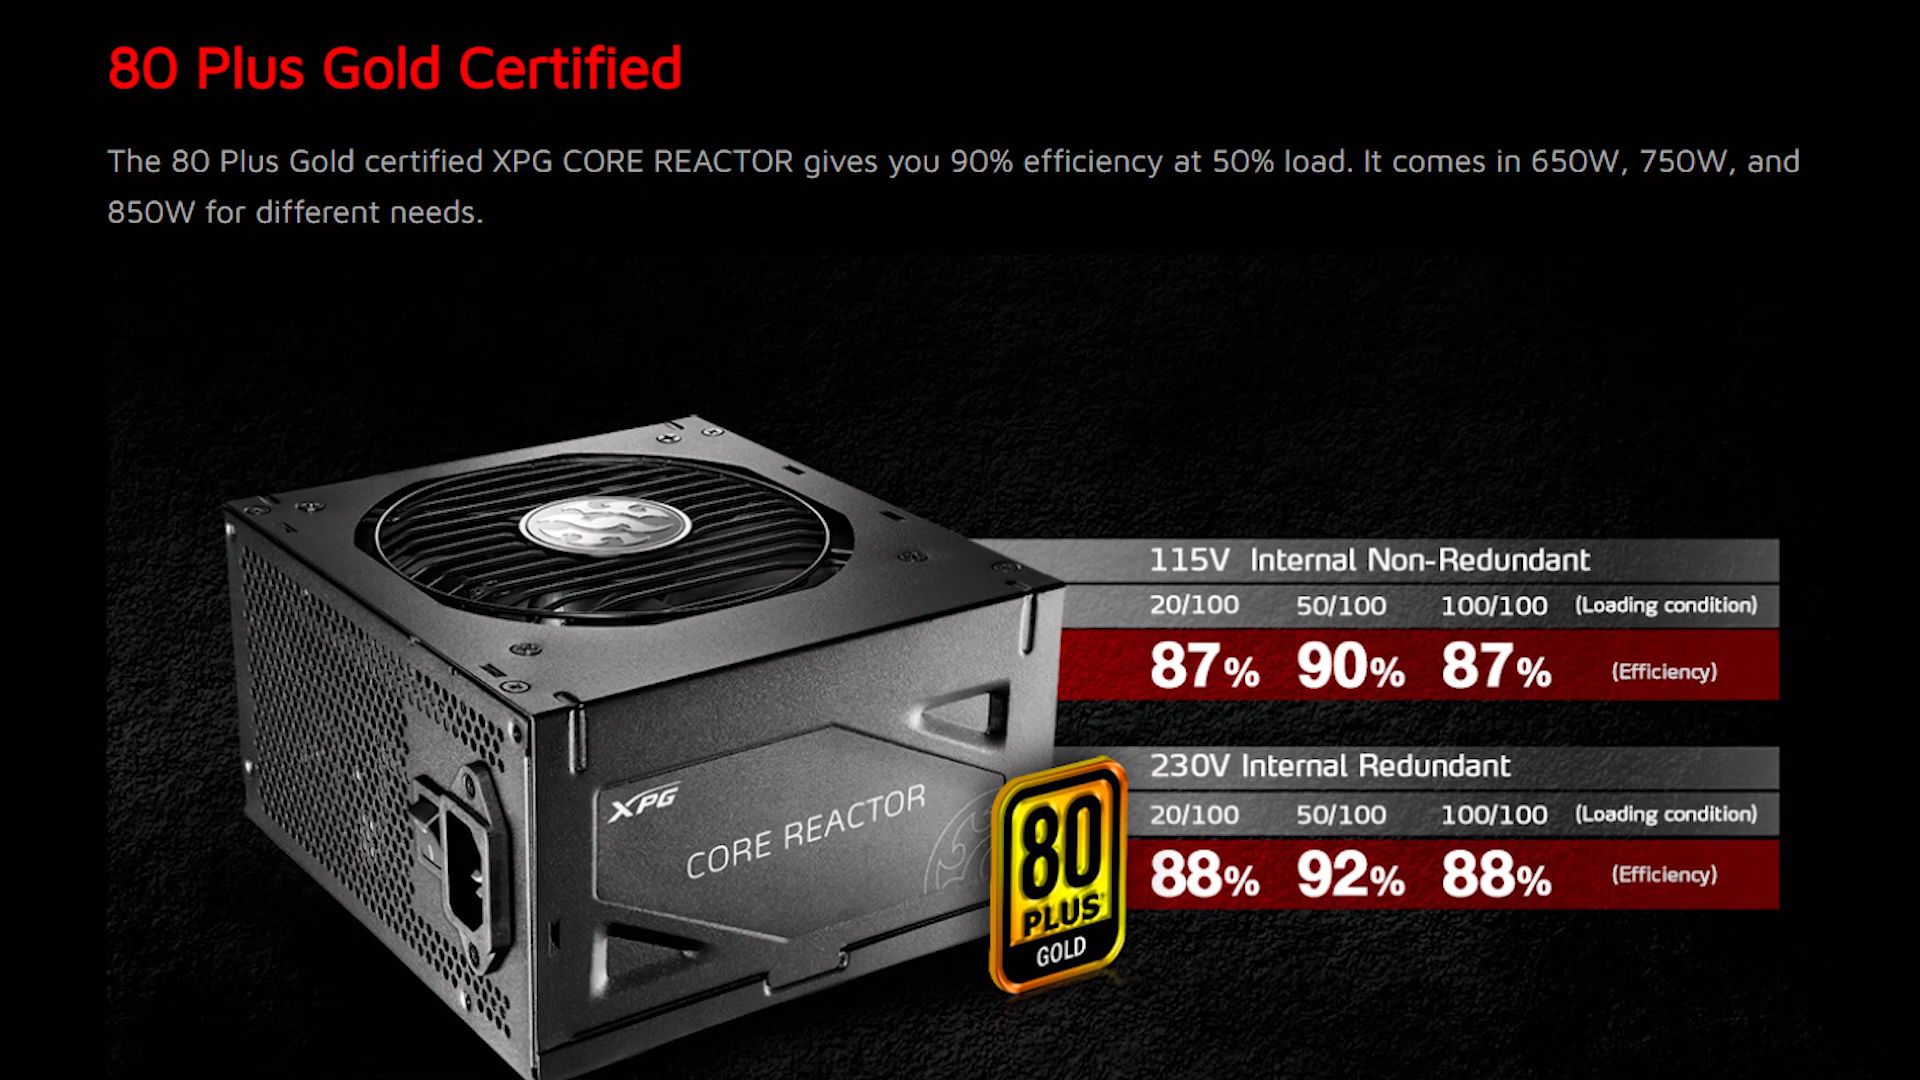 80 Plus Gold Certified
The 80 Plus Gold certified XPG CORE REACTOR gives you 90% efficiency at 50% load. It comes in 650W, 750W, and
850W for different needs.
115V Internal Non-Redundant
20/100 50/100 100/100 (Loading condition)
87% 90% 87% (Efficiency)
230V Internal Redundant
20/100 50/100 100/100 (Loading condition)
88% 92% 88% (Efficiency)
XPG
CORE REACTOR
80
PLUS
GOLD